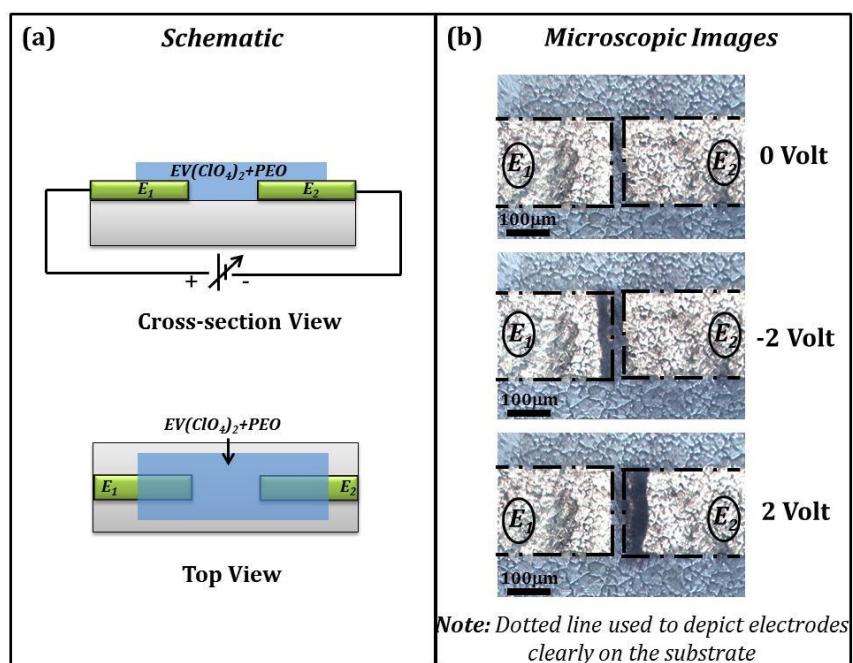 (a) Schematic
EV(ClO₄)₂+PEO
E₁ E₂
+ -
Cross-section View
EV(ClO₄)₂+PEO
E₁ E₂
Top View
(b) Microscopic Images
E₁ E₂
0 Volt
100μm
E₁ E₂
-2 Volt
100μm
E₁ E₂
2 Volt
100μm
Note: Dotted line used to depict electrodes
clearly on the substrate